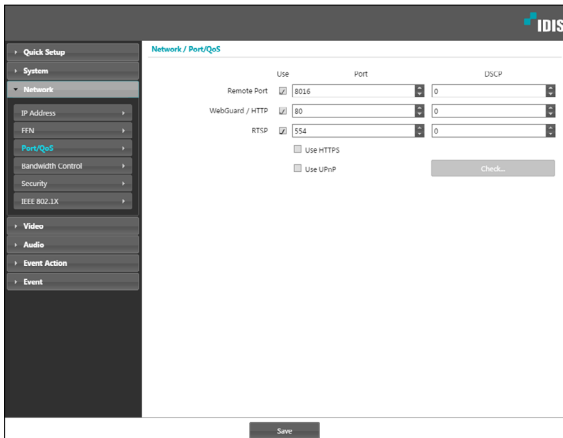 IDIS
Quick Setup
System
Network
IP Address
FEN
Port/QoS
Bandwidth Control
Security
IEEE 802.1X
Video
Audio
Event Action
Event
Network / Port/QoS
Use Port DSCP
Remote Port 8016 0
WebGuard / HTTP 80 0
RTSP 554 0
Use HTTPS
Use UPnP Check...
Save